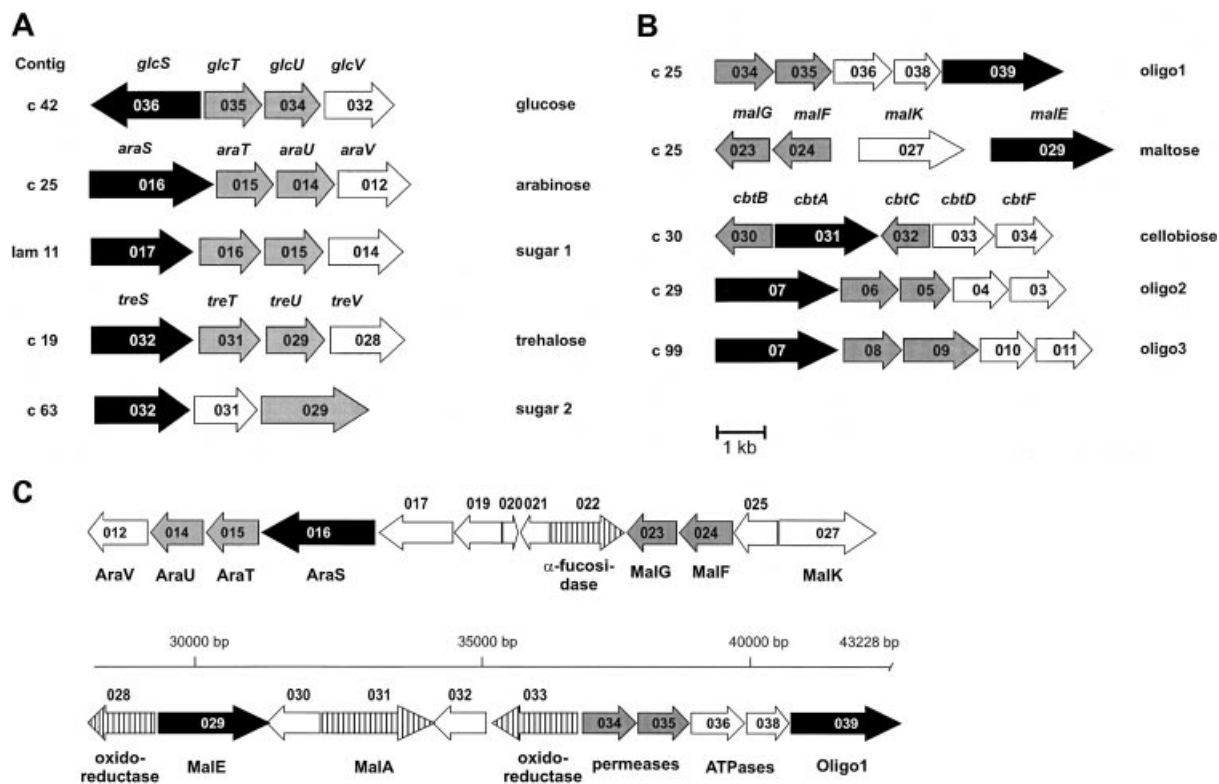 A
Contig
glcS glcT glcU glcV
c 42 036 035 034 032 glucose
araS araT araU araV
c 25 016 015 014 012 arabinose
lam 11 017 016 015 014 sugar 1
treS treT treU treV
c 19 032 031 029 028 trehalose
c 63 032 031 029 sugar 2
B
c 25 034 035 036 038 039 oligo1
malG malF malK malE
c 25 023 024 027 029 maltose
cbtB cbtA cbtC cbtD cbtF
c 30 030 031 032 033 034 cellobiose
c 29 07 06 05 04 03 oligo2
c 99 07 08 09 010 011 oligo3
1 kb
C
017 019 020 021 022 025
012 014 015 016 023 024 027
AraV AraU AraT AraS α-fucosi-
dase MalG MalF MalK
30000 bp 35000 bp 40000 bp 43228 bp
028 030 031 032 033
029 034 035 036 038 039
oxido-
reductase MalE MalA oxido-
reductase permeases ATPases Oligo1